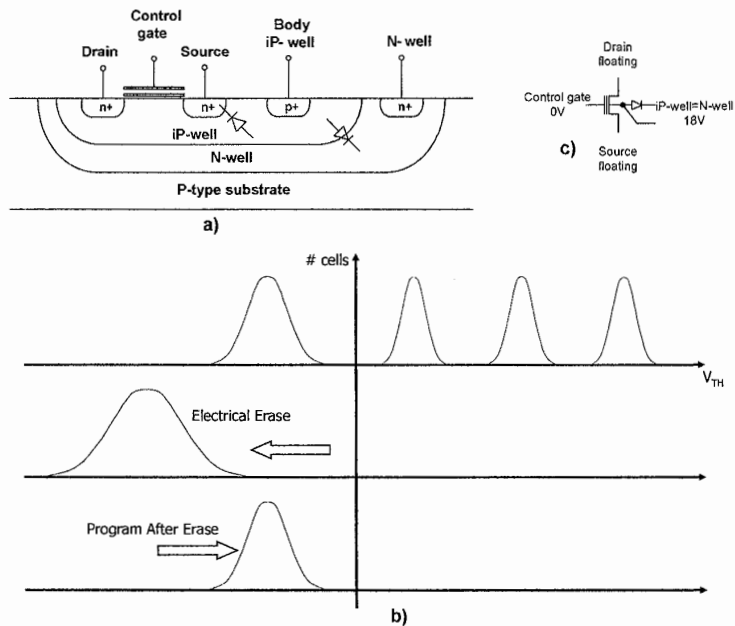 Control
gate
Drain
Source
Body
iP- well
N- well
n+
n+
p+
n+
iP-well
N-well
P-type substrate
a)
Drain
floating
Control gate
0V
iP-well=N-well
18V
c)
Source
floating
# cells
VTH
Electrical Erase
Program After Erase
b)